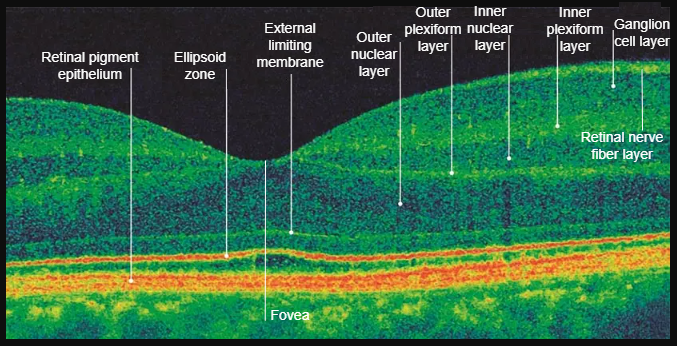 Retinal pigment
epithelium
Ellipsoid
zone
External
limiting
membrane
Outer
nuclear
layer
Outer
plexiform
layer
Inner
nuclear
layer
Inner
plexiform
layer
Ganglion
cell layer
Retinal nerve
fiber layer
Fovea